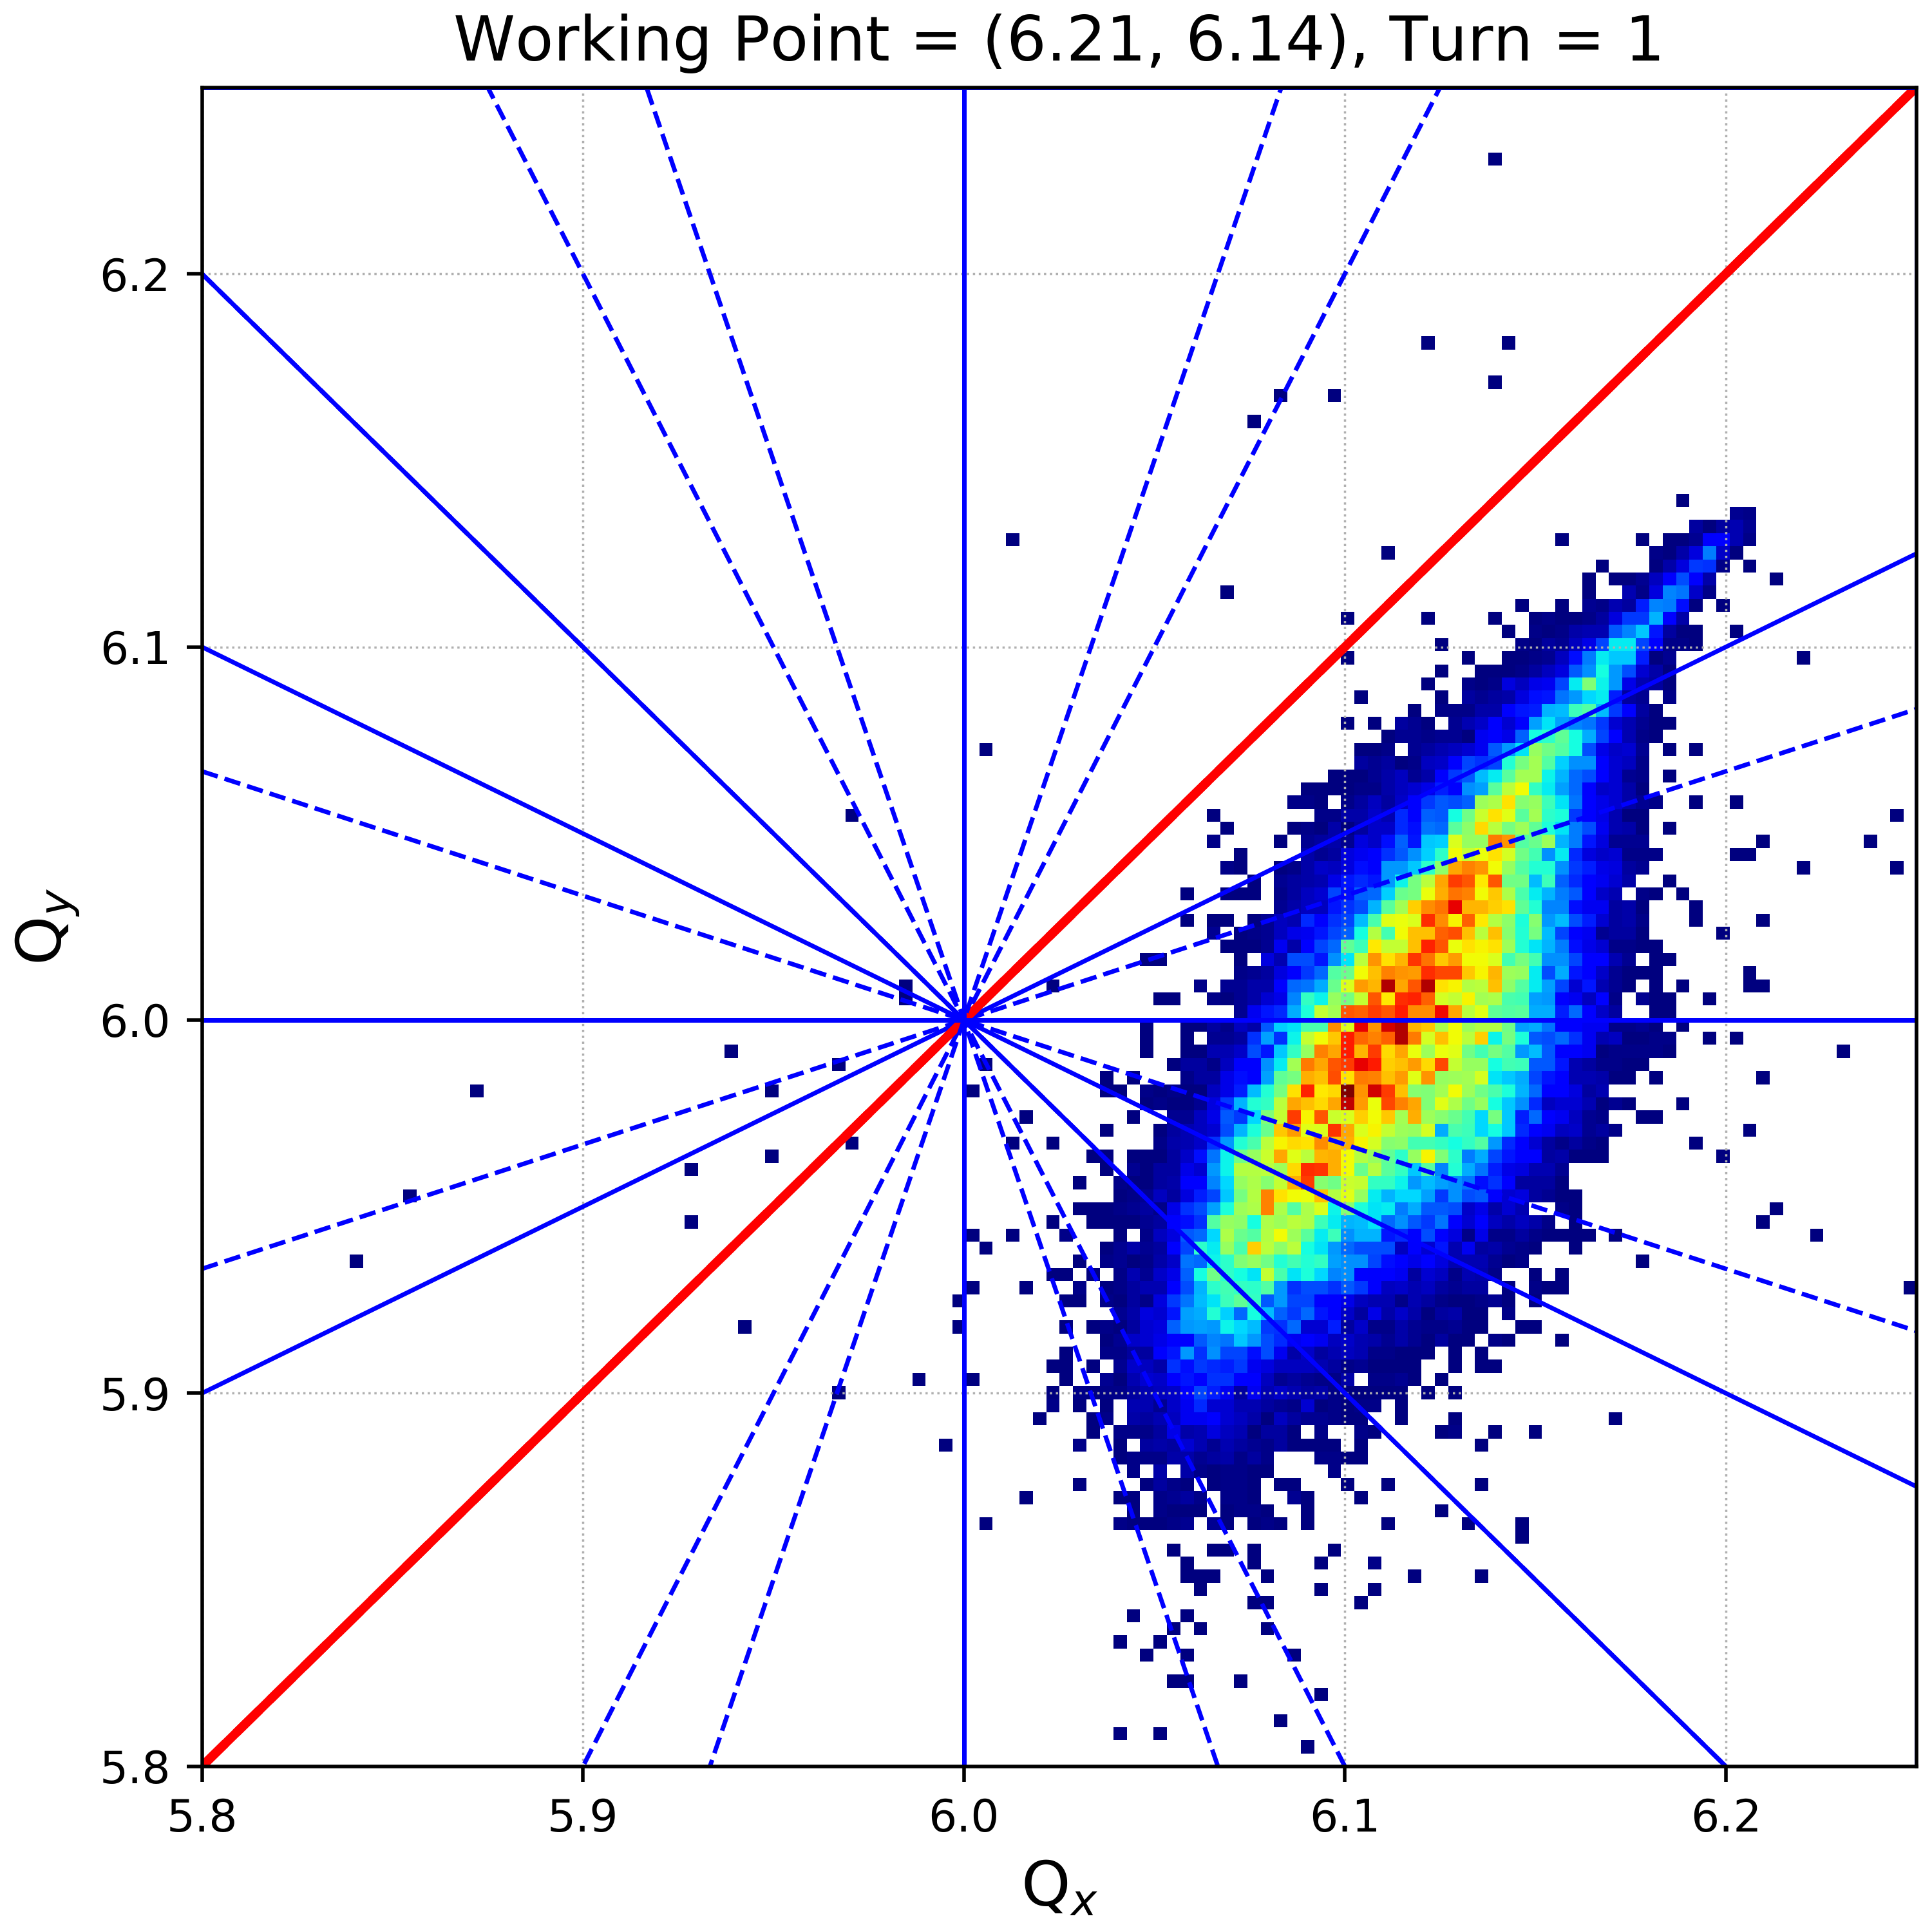 Working Point = (6.21, 6.14), Turn = 1
6.2
6.1
6.0
5.9
5.8
Qy
5.8 5.9 6.0 6.1 6.2
Qx